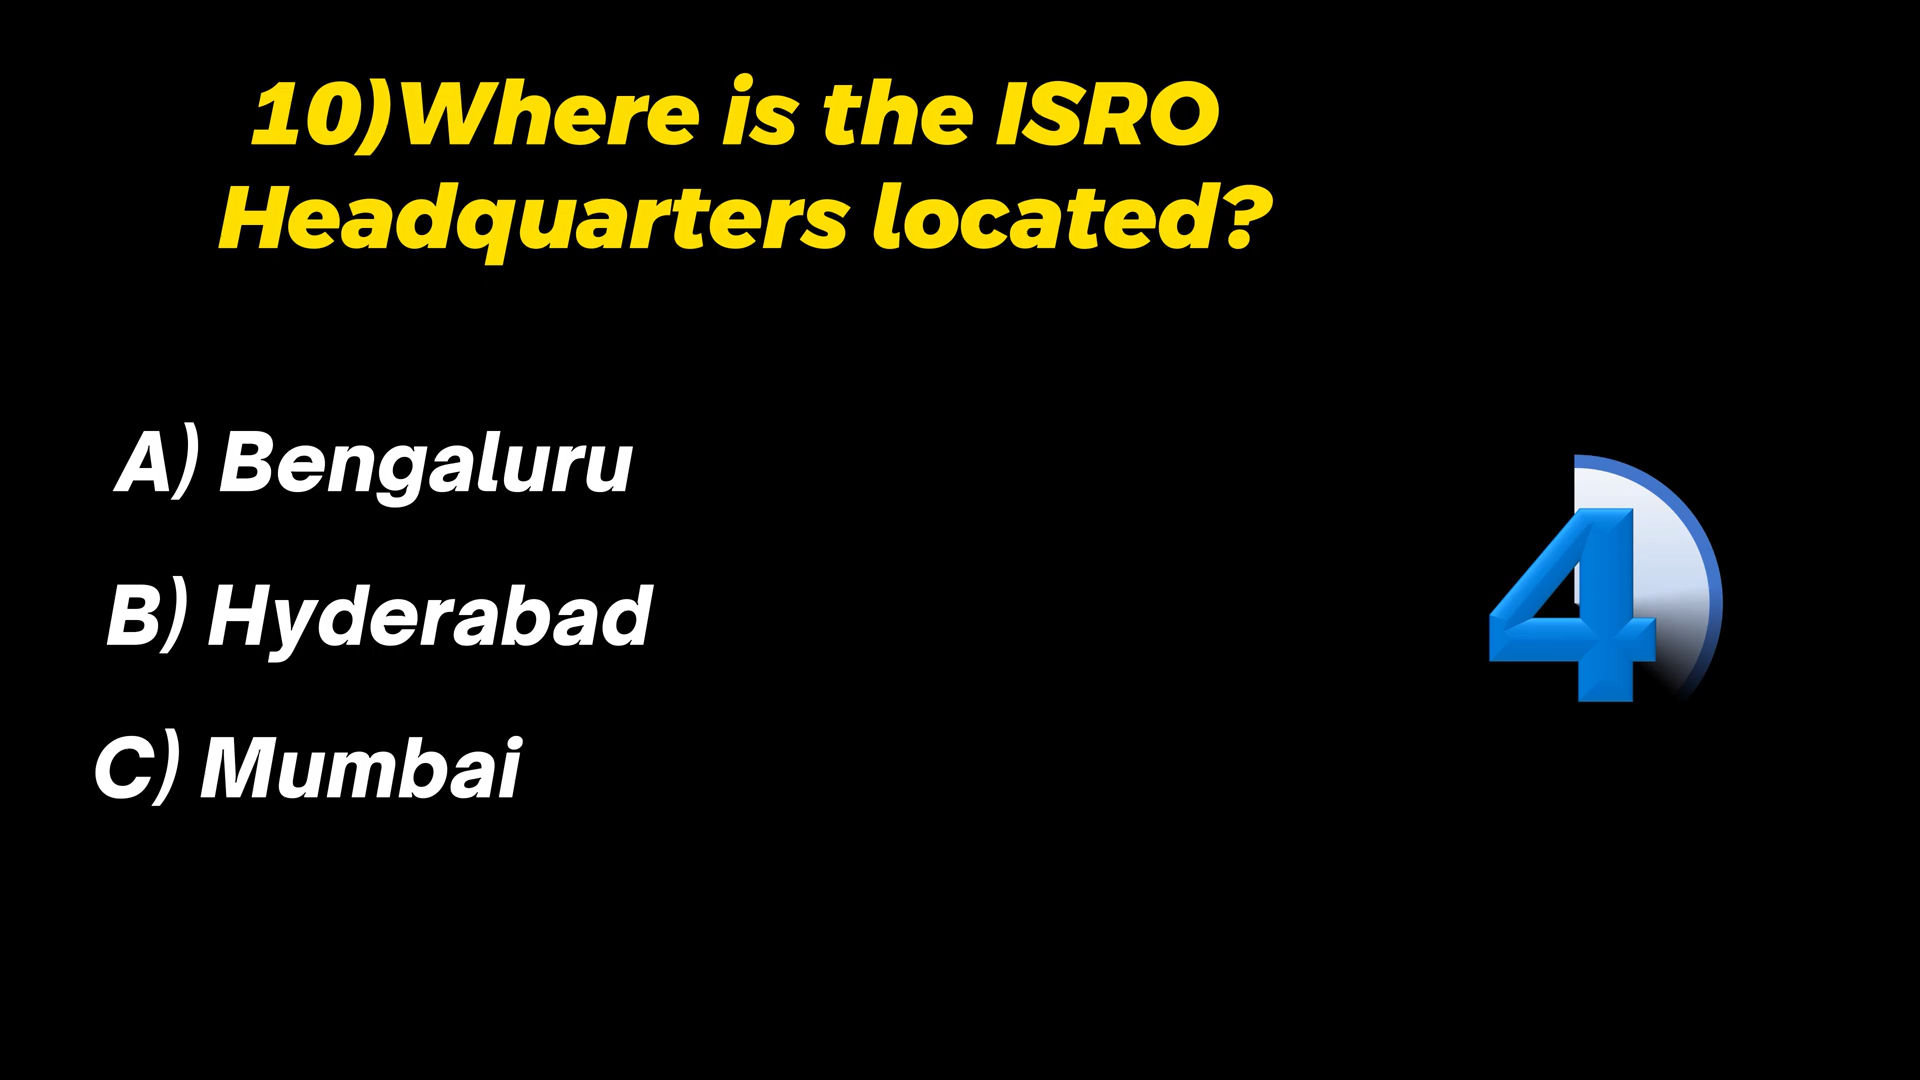 10)Where is the ISRO
Headquarters located?
A) Bengaluru
B) Hyderabad
4
C) Mumbai